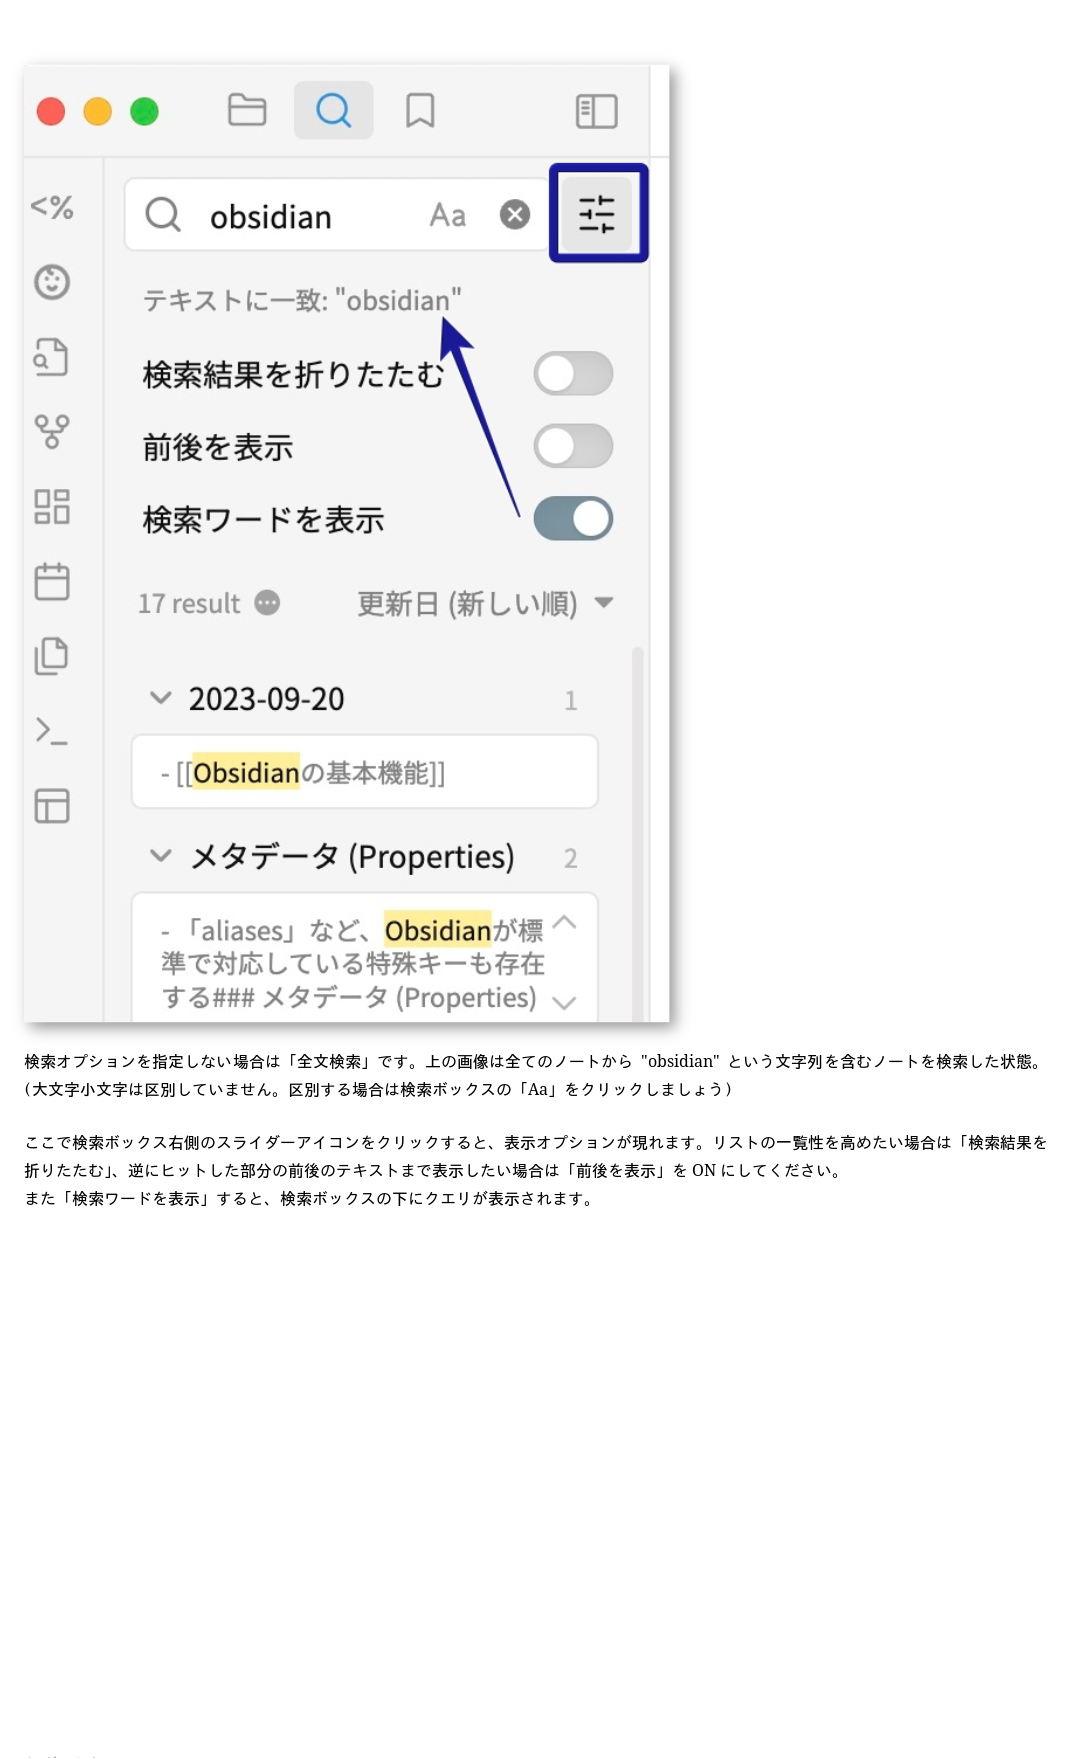 <%
obsidian Aa
テキストに一致: "obsidian"
検索結果を折りたたむ
前後を表示
検索ワードを表示
17 result 更新日 (新しい順)
2023-09-20 1
- [[Obsidianの基本機能]]
メタデータ (Properties) 2
- 「aliases」など、Obsidianが標
準で対応している特殊キーも存在
する### メタデータ (Properties)
検索オプションを指定しない場合は「全文検索」です。上の画像は全てのノートから "obsidian" という文字列を含むノートを検索した状態。
(大文字小文字は区別していません。区別する場合は検索ボックスの「Aa」をクリックしましょう)
ここで検索ボックス右側のスライダーアイコンをクリックすると、表示オプションが現れます。リストの一覧性を高めたい場合は「検索結果を
折りたたむ」、逆にヒットした部分の前後のテキストまで表示したい場合は「前後を表示」を ON にしてください。
また「検索ワードを表示」すると、検索ボックスの下にクエリが表示されます。